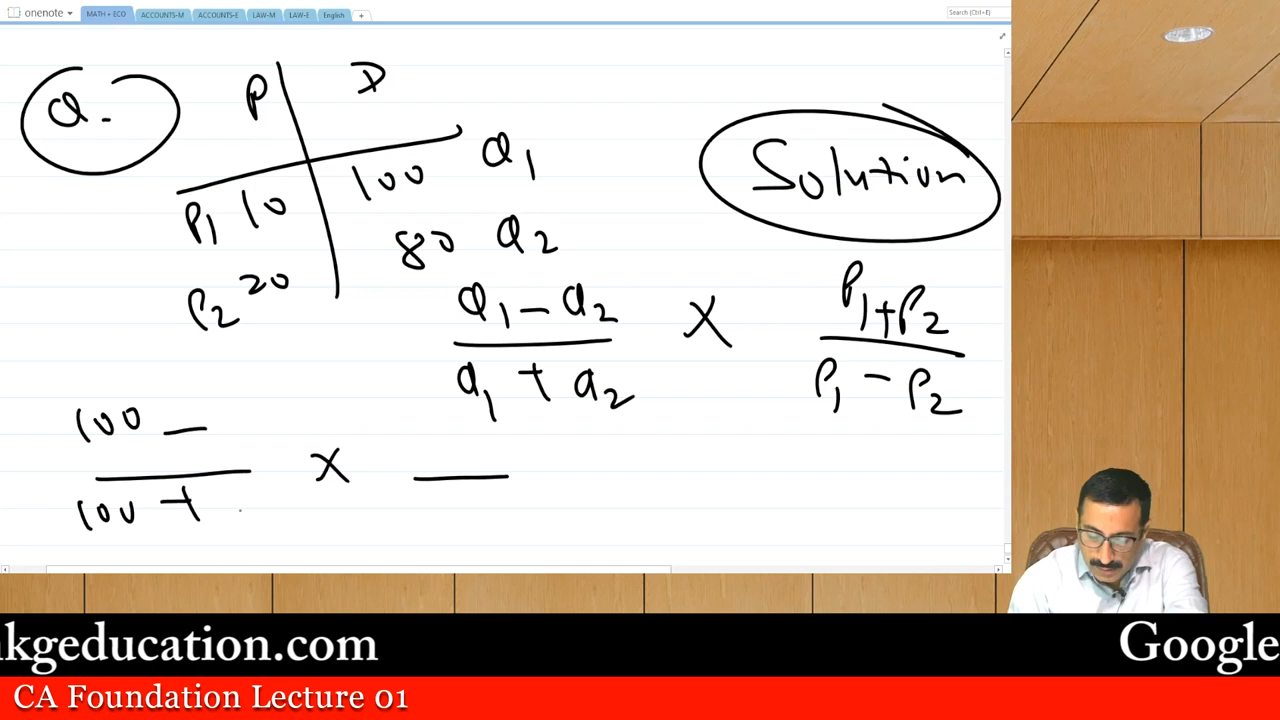 onenote MATH + ECO ACCOUNTS-M ACCOUNTS-E LAW-M LAW-E English + Search (Ctrl+E)
Q. P D Solution
P1 10 100 Q1
P2 20 80 Q2
Q1 - Q2 × P1 + P2
Q1 + Q2 P1 - P2
100 - ×
100 +
nkgeducation.com Google
CA Foundation Lecture 01